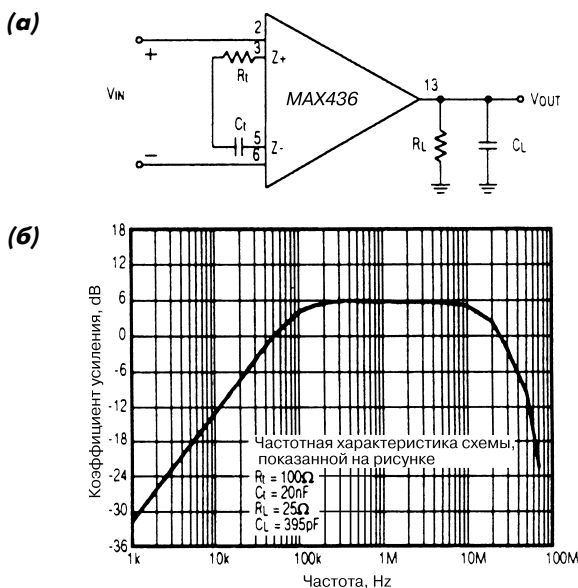 (а)
2
3
+
Z+
Rt
VIN
MAX436
13
VOUT
Ct
5
Z-
6
RL
CL
–
(б)
18
12
6
0
-6
-12
-18
-24
-30
-36
Коэффициент усиления, dB
Частотная характеристика схемы,
показанной на рисунке
Rt = 100Ω
Ct = 20nF
RL = 25Ω
CL = 395pF
1k 10k 100k 1M 10M 100M
Частота, Hz